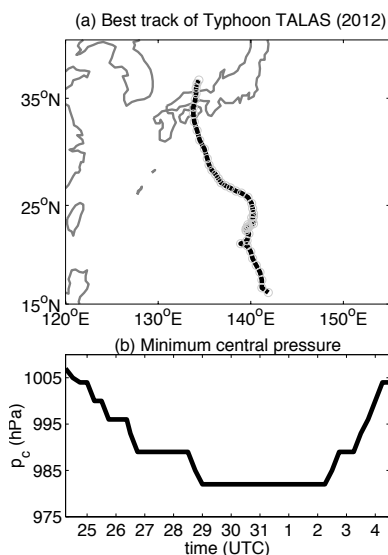 (a) Best track of Typhoon TALAS (2012)
35°N
25°N
15°N
120°E 130°E 140°E 150°E
(b) Minimum central pressure
1005
995
985
975
p_c (hPa)
25 26 27 28 29 30 31 1 2 3 4
time (UTC)